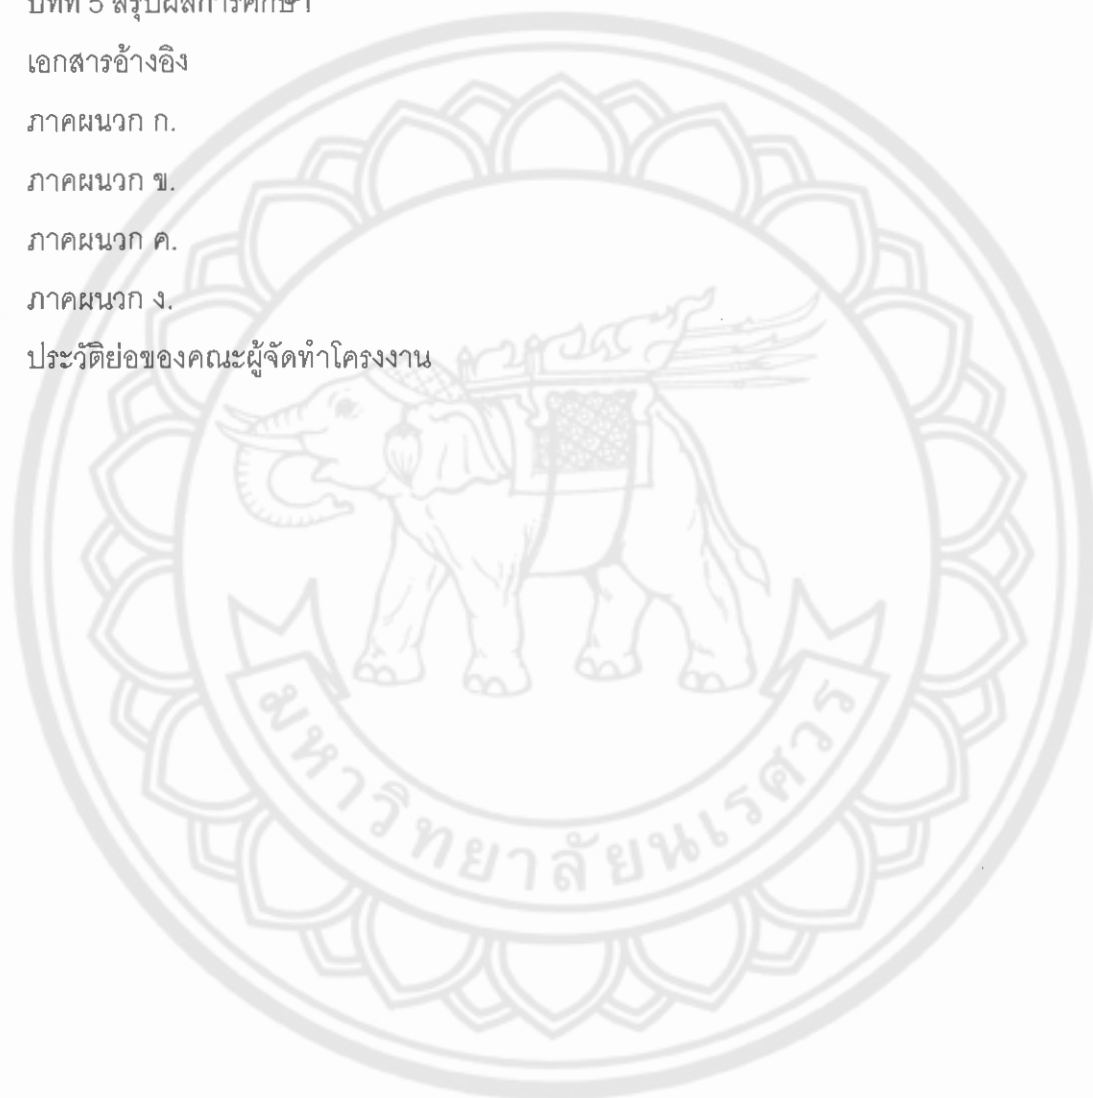 บทที่ 5 สรุปผลการศึกษา
เอกสารอ้างอิง
ภาคผนวก ก.
ภาคผนวก ข.
ภาคผนวก ค.
ภาคผนวก ง.
ประวัติย่อของคณะผู้จัดทำโครงงาน
มหาวิทยาลัยนเรศวร